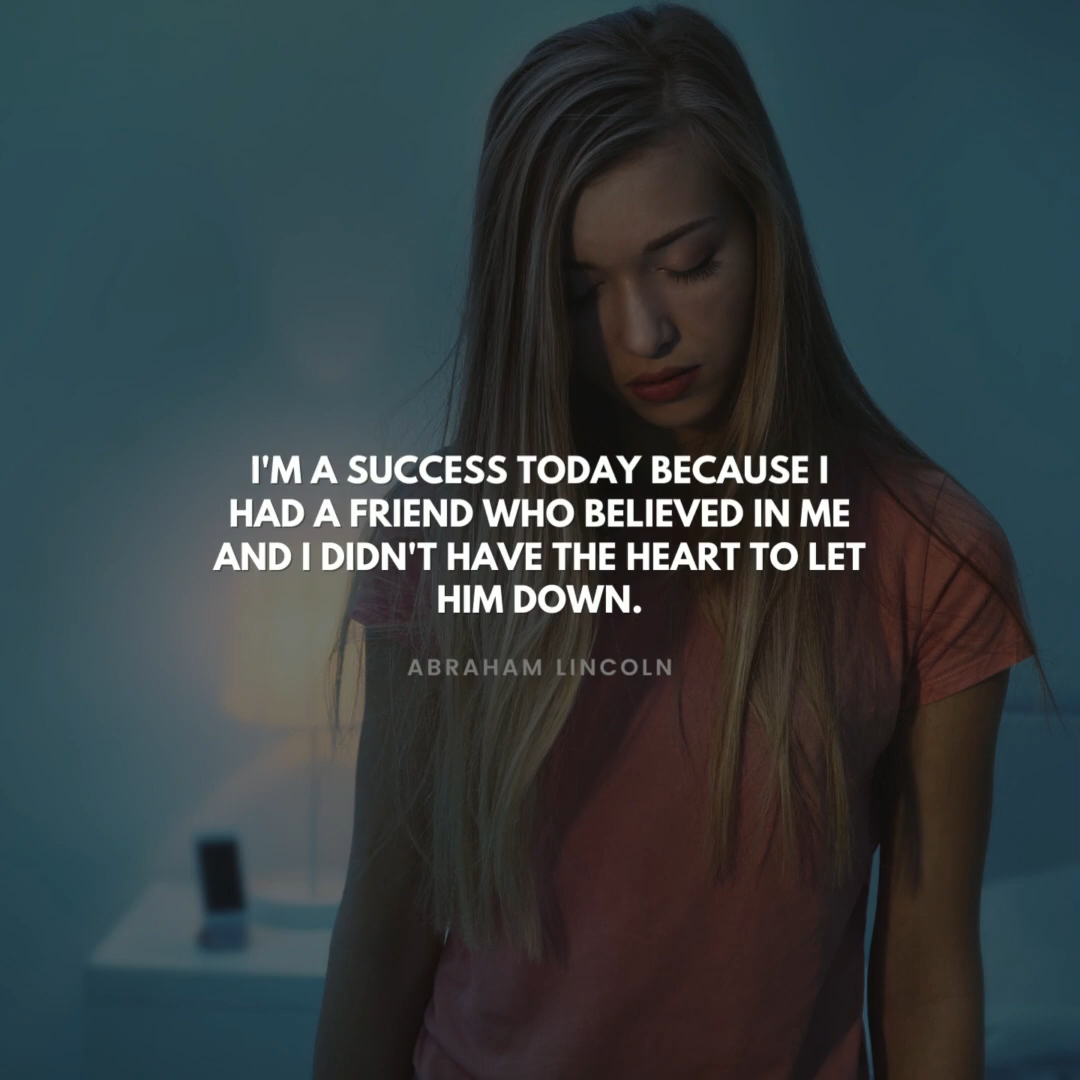 I'M A SUCCESS TODAY BECAUSE I
HAD A FRIEND WHO BELIEVED IN ME
AND I DIDN'T HAVE THE HEART TO LET
HIM DOWN.
ABRAHAM LINCOLN